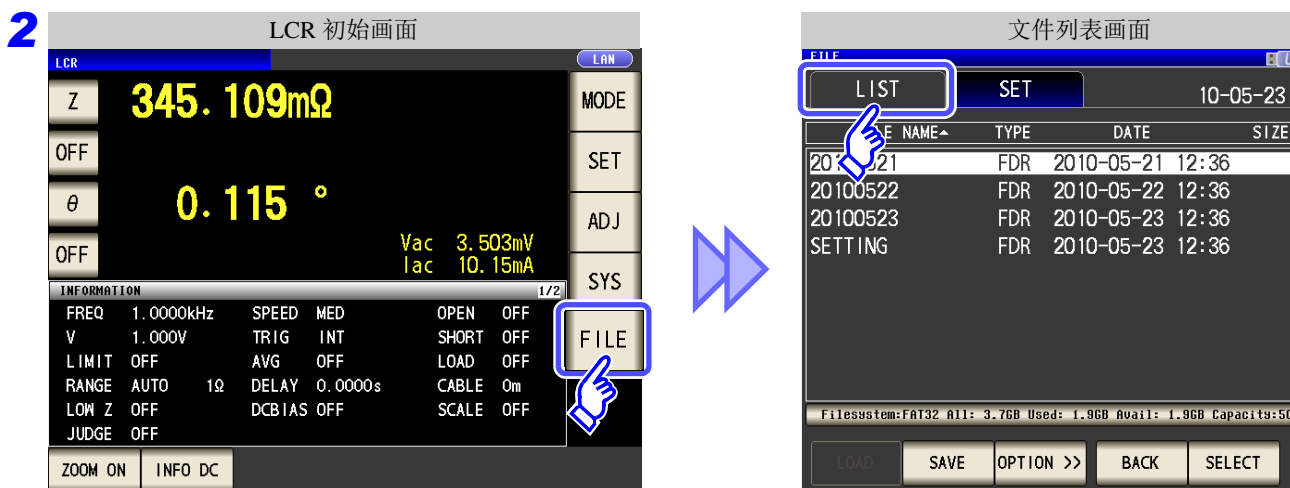 2
LCR 初始画面
LCR
LAN
Z
345.109mΩ
MODE
OFF
SET
θ
0.115 °
ADJ
OFF
Vac 3.503mV
Iac 10.15mA
SYS
INFORMATION 1/2
FREQ 1.0000kHz SPEED MED OPEN OFF
V 1.000V TRIG INT SHORT OFF
FILE
LIMIT OFF AVG OFF LOAD OFF
RANGE AUTO 1Ω DELAY 0.0000s CABLE 0m
LOW Z OFF DCBIAS OFF SCALE OFF
JUDGE OFF
ZOOM ON INFO DC
文件列表画面
FILE
LIST SET 10-05-23
NAME TYPE DATE SIZE
FDR 2010-05-21 12:36
20100522 FDR 2010-05-22 12:36
20100523 FDR 2010-05-23 12:36
SETTING FDR 2010-05-23 12:36
Filesystem:FAT32 All: 3.7GB Used: 1.9GB Avail: 1.9GB Capacity:50
LOAD SAVE OPTION >> BACK SELECT